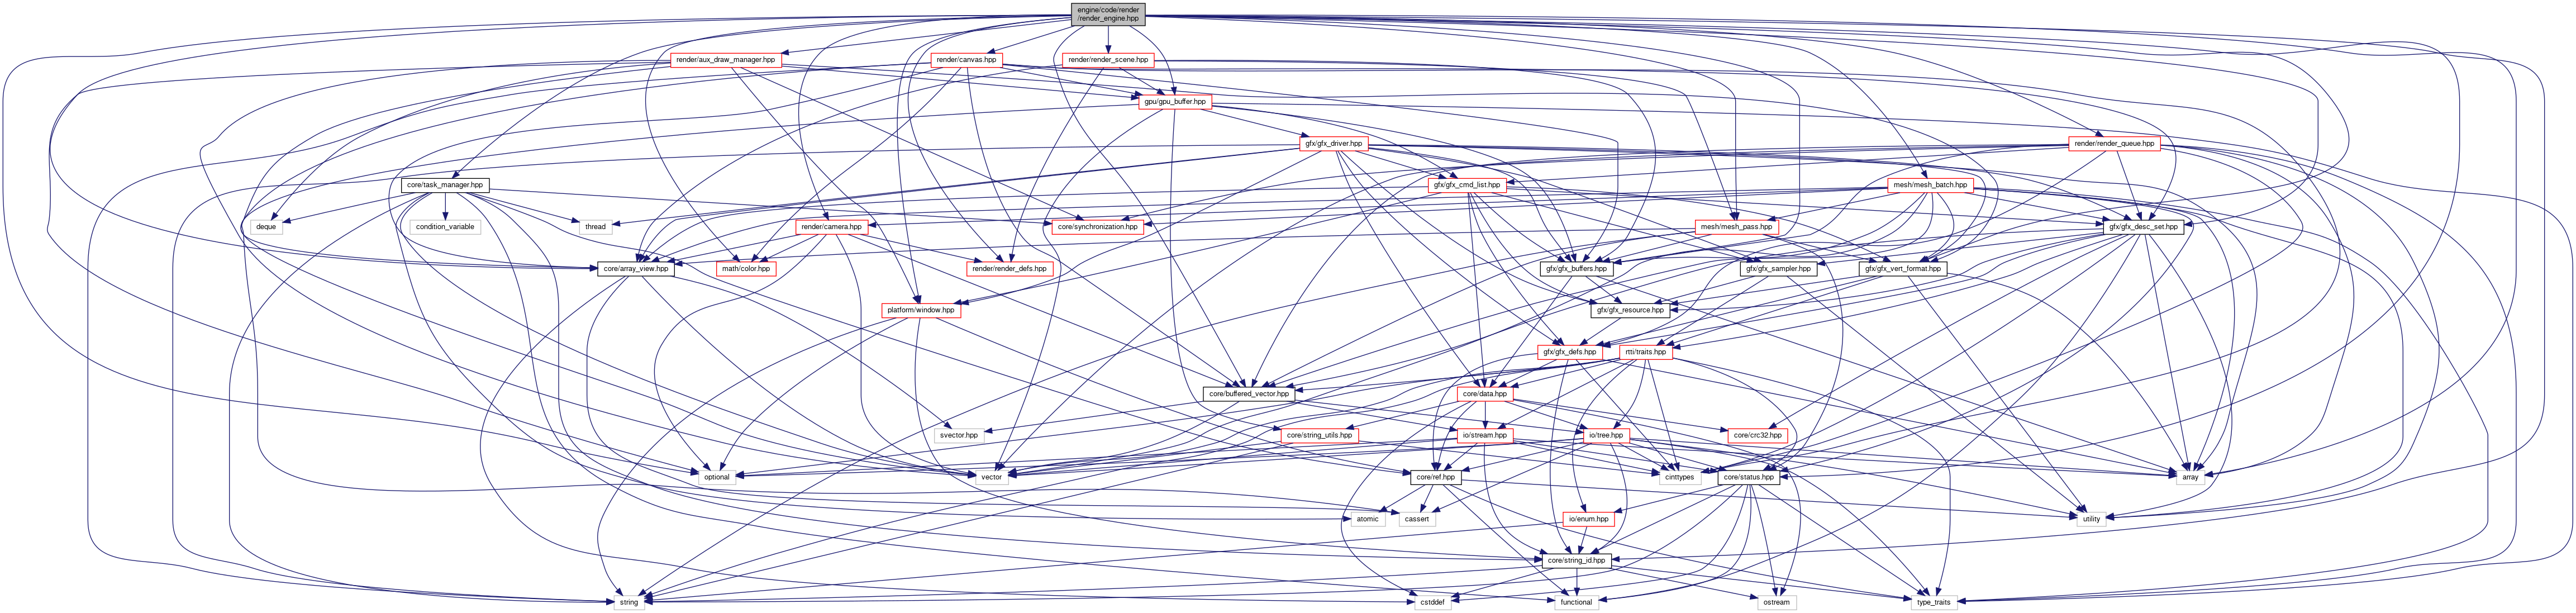 engine/code/render
/render_engine.hpp
render/aux_draw_manager.hpp
render/canvas.hpp
render/render_scene.hpp
gpu/gpu_buffer.hpp
gfx/gfx_driver.hpp
render/render_queue.hpp
core/task_manager.hpp
gfx/gfx_cmd_list.hpp
mesh/mesh_batch.hpp
deque
condition_variable
thread
render/camera.hpp
core/synchronization.hpp
mesh/mesh_pass.hpp
gfx/gfx_desc_set.hpp
core/array_view.hpp
math/color.hpp
render/render_defs.hpp
gfx/gfx_buffers.hpp
gfx/gfx_sampler.hpp
gfx/gfx_vert_format.hpp
platform/window.hpp
gfx/gfx_resource.hpp
gfx/gfx_defs.hpp
rtti/traits.hpp
core/buffered_vector.hpp
core/data.hpp
svector.hpp
core/string_utils.hpp
io/stream.hpp
io/tree.hpp
core/crc32.hpp
optional
vector
core/ref.hpp
cinttypes
core/status.hpp
array
atomic
cassert
io/enum.hpp
utility
core/string_id.hpp
string
cstddef
functional
ostream
type_traits